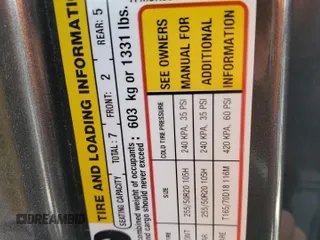 TIRE AND LOADING INFORMATION
SEATING CAPACITY TOTAL: 7 FRONT: 2 REAR: 5
combined weight of occupants
and cargo should never exceed: 603 kg or 1331 lbs.
SIZE COLD TIRE PRESSURE
255/50R20 105H 240 KPA, 35 PSI
255/50R20 105H 240 KPA, 35 PSI
T165/70D18 116M 420 KPA, 60 PSI
SEE OWNERS
MANUAL FOR
ADDITIONAL
INFORMATION
DREAMBID